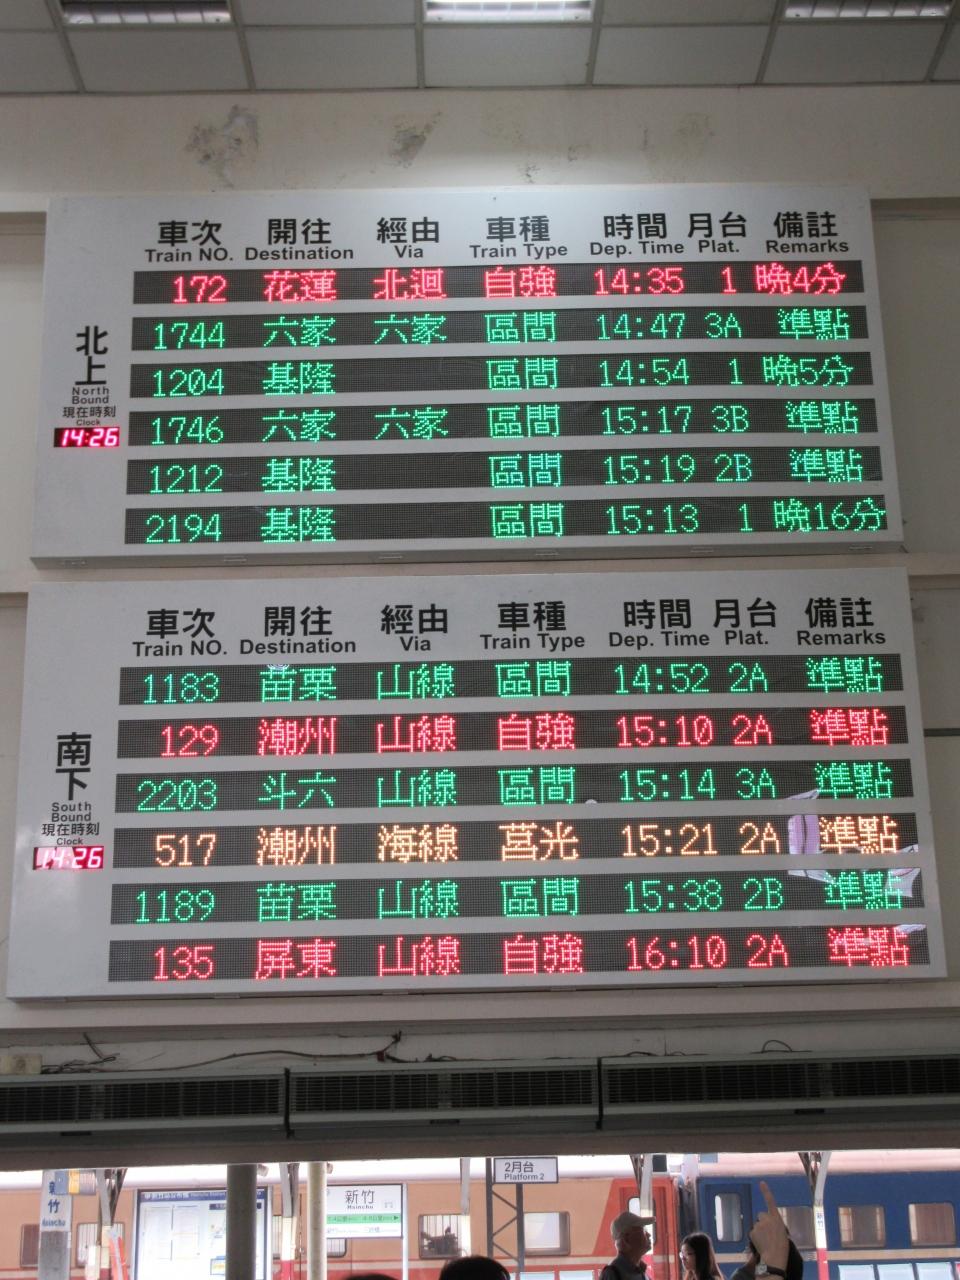 車次 開往 經由 車種 時間 月台 備註
Train NO. Destination Via Train Type Dep. Time Plat. Remarks
172 花蓮 北迴 自強 14:35 1 晚4分
1744 六家 六家 區間 14:47 3A 準點
1204 基隆 區間 14:54 1 晚5分
1746 六家 六家 區間 15:17 3B 準點
1212 基隆 區間 15:19 2B 準點
2194 基隆 區間 15:13 1 晚16分
北上
North
Bound
現在時刻
Clock
14:26
車次 開往 經由 車種 時間 月台 備註
Train NO. Destination Via Train Type Dep. Time Plat. Remarks
1183 苗栗 山線 區間 14:52 2A 準點
129 潮州 山線 自強 15:10 2A 準點
2203 斗六 山線 區間 15:14 3A 準點
517 潮州 海線 莒光 15:21 2A 準點
1189 苗栗 山線 區間 15:38 2B 準點
135 屏東 山線 自強 16:10 2A 準點
南下
South
Bound
現在時刻
Clock
14:26
2月台
Platform 2
新竹
Hsinchu
新竹
Hsinchu